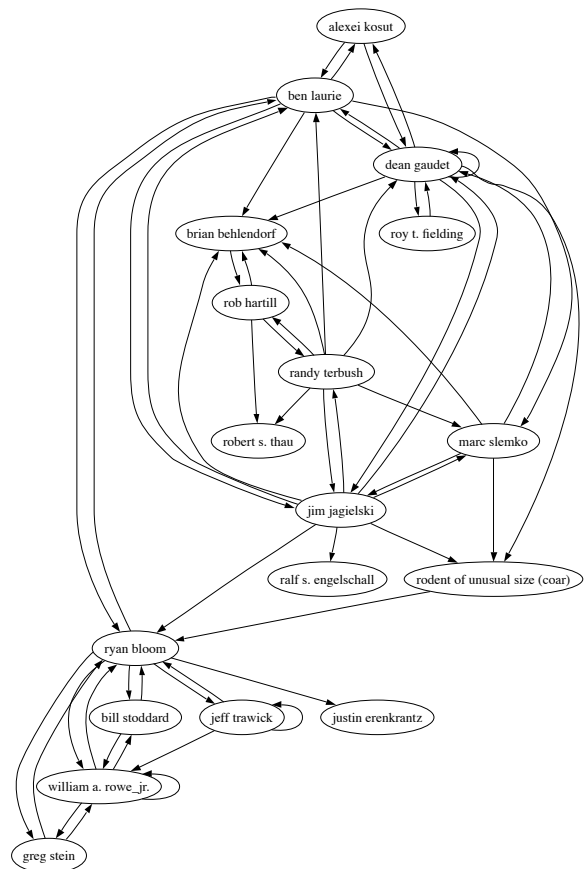 alexei kosut
ben laurie
dean gaudet
brian behlendorf
roy t. fielding
rob hartill
randy terbush
robert s. thau
marc slemko
jim jagielski
ralf s. engelschall
rodent of unusual size (coar)
ryan bloom
bill stoddard
jeff trawick
justin erenkrantz
william a. rowe_jr.
greg stein